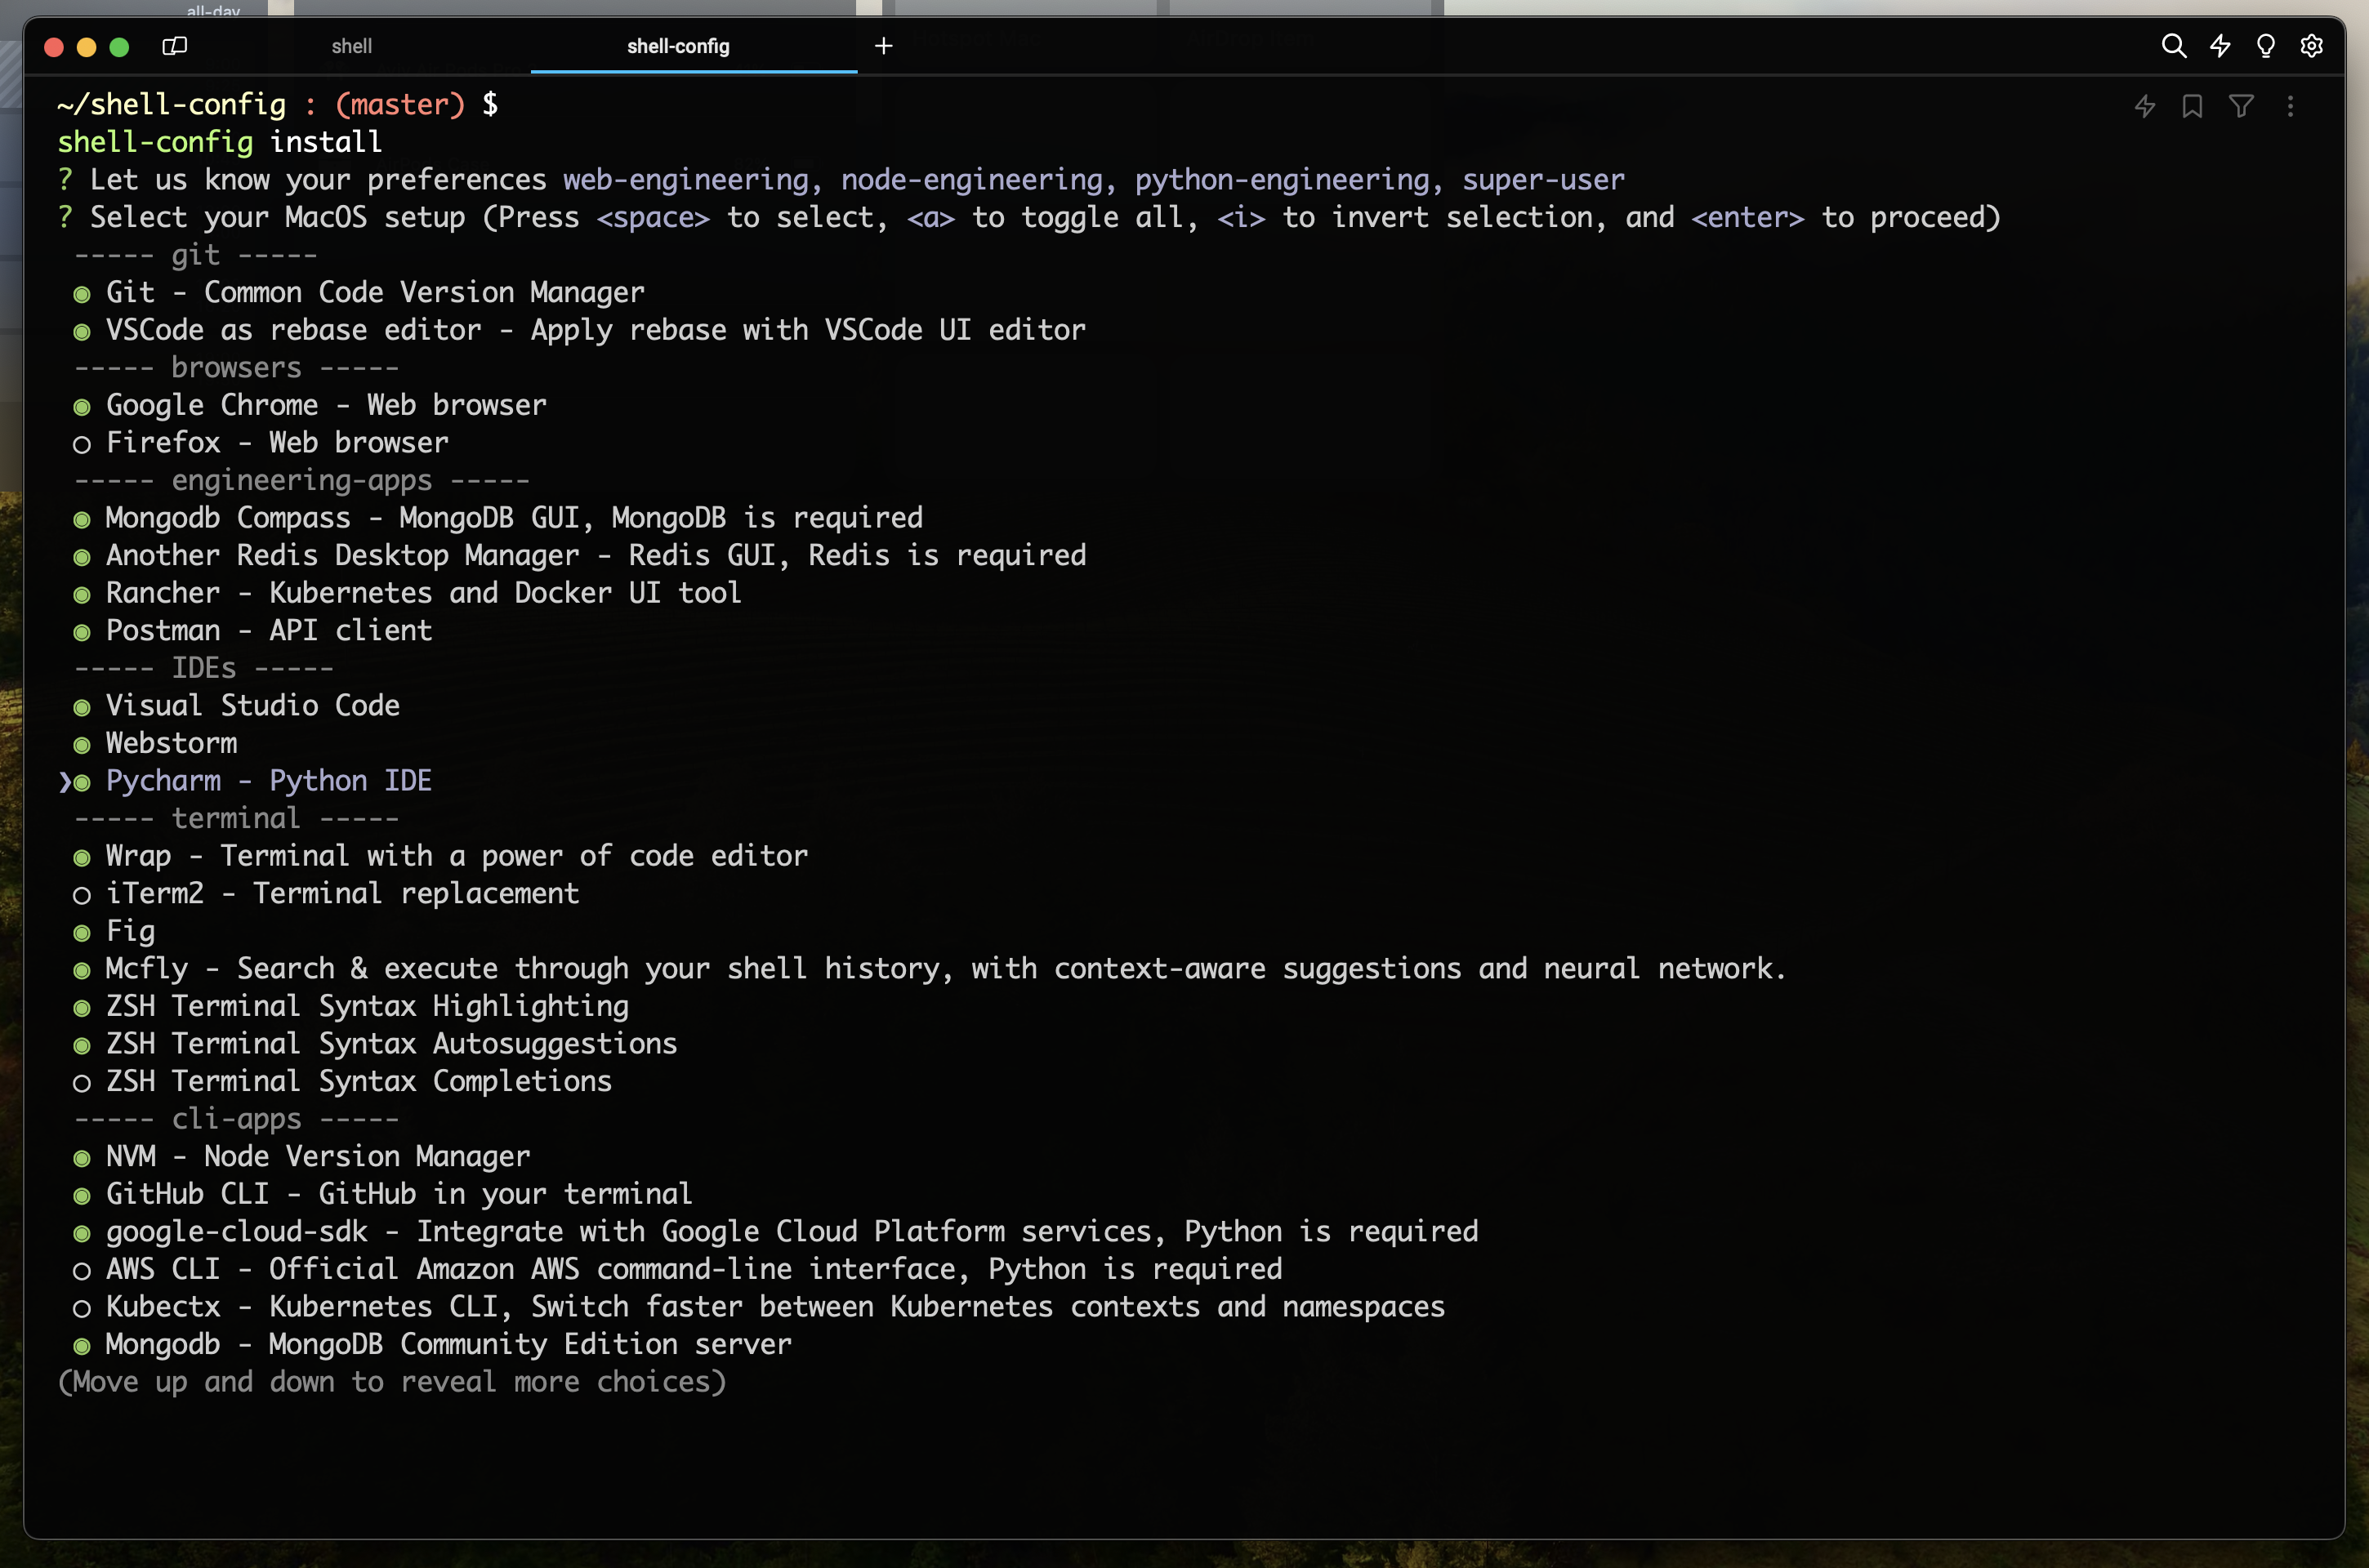 all-day
shell
shell-config
~/shell-config : (master) $
shell-config install
? Let us know your preferences web-engineering, node-engineering, python-engineering, super-user
? Select your MacOS setup (Press <space> to select, <a> to toggle all, <i> to invert selection, and <enter> to proceed)
----- git -----
◉ Git - Common Code Version Manager
◉ VSCode as rebase editor - Apply rebase with VSCode UI editor
----- browsers -----
◉ Google Chrome - Web browser
◯ Firefox - Web browser
----- engineering-apps -----
◉ Mongodb Compass - MongoDB GUI, MongoDB is required
◉ Another Redis Desktop Manager - Redis GUI, Redis is required
◉ Rancher - Kubernetes and Docker UI tool
◉ Postman - API client
----- IDEs -----
◉ Visual Studio Code
◉ Webstorm
❯◉ Pycharm - Python IDE
----- terminal -----
◉ Wrap - Terminal with a power of code editor
◯ iTerm2 - Terminal replacement
◉ Fig
◉ Mcfly - Search & execute through your shell history, with context-aware suggestions and neural network.
◉ ZSH Terminal Syntax Highlighting
◉ ZSH Terminal Syntax Autosuggestions
◯ ZSH Terminal Syntax Completions
----- cli-apps -----
◉ NVM - Node Version Manager
◉ GitHub CLI - GitHub in your terminal
◉ google-cloud-sdk - Integrate with Google Cloud Platform services, Python is required
◯ AWS CLI - Official Amazon AWS command-line interface, Python is required
◯ Kubectx - Kubernetes CLI, Switch faster between Kubernetes contexts and namespaces
◉ Mongodb - MongoDB Community Edition server
(Move up and down to reveal more choices)